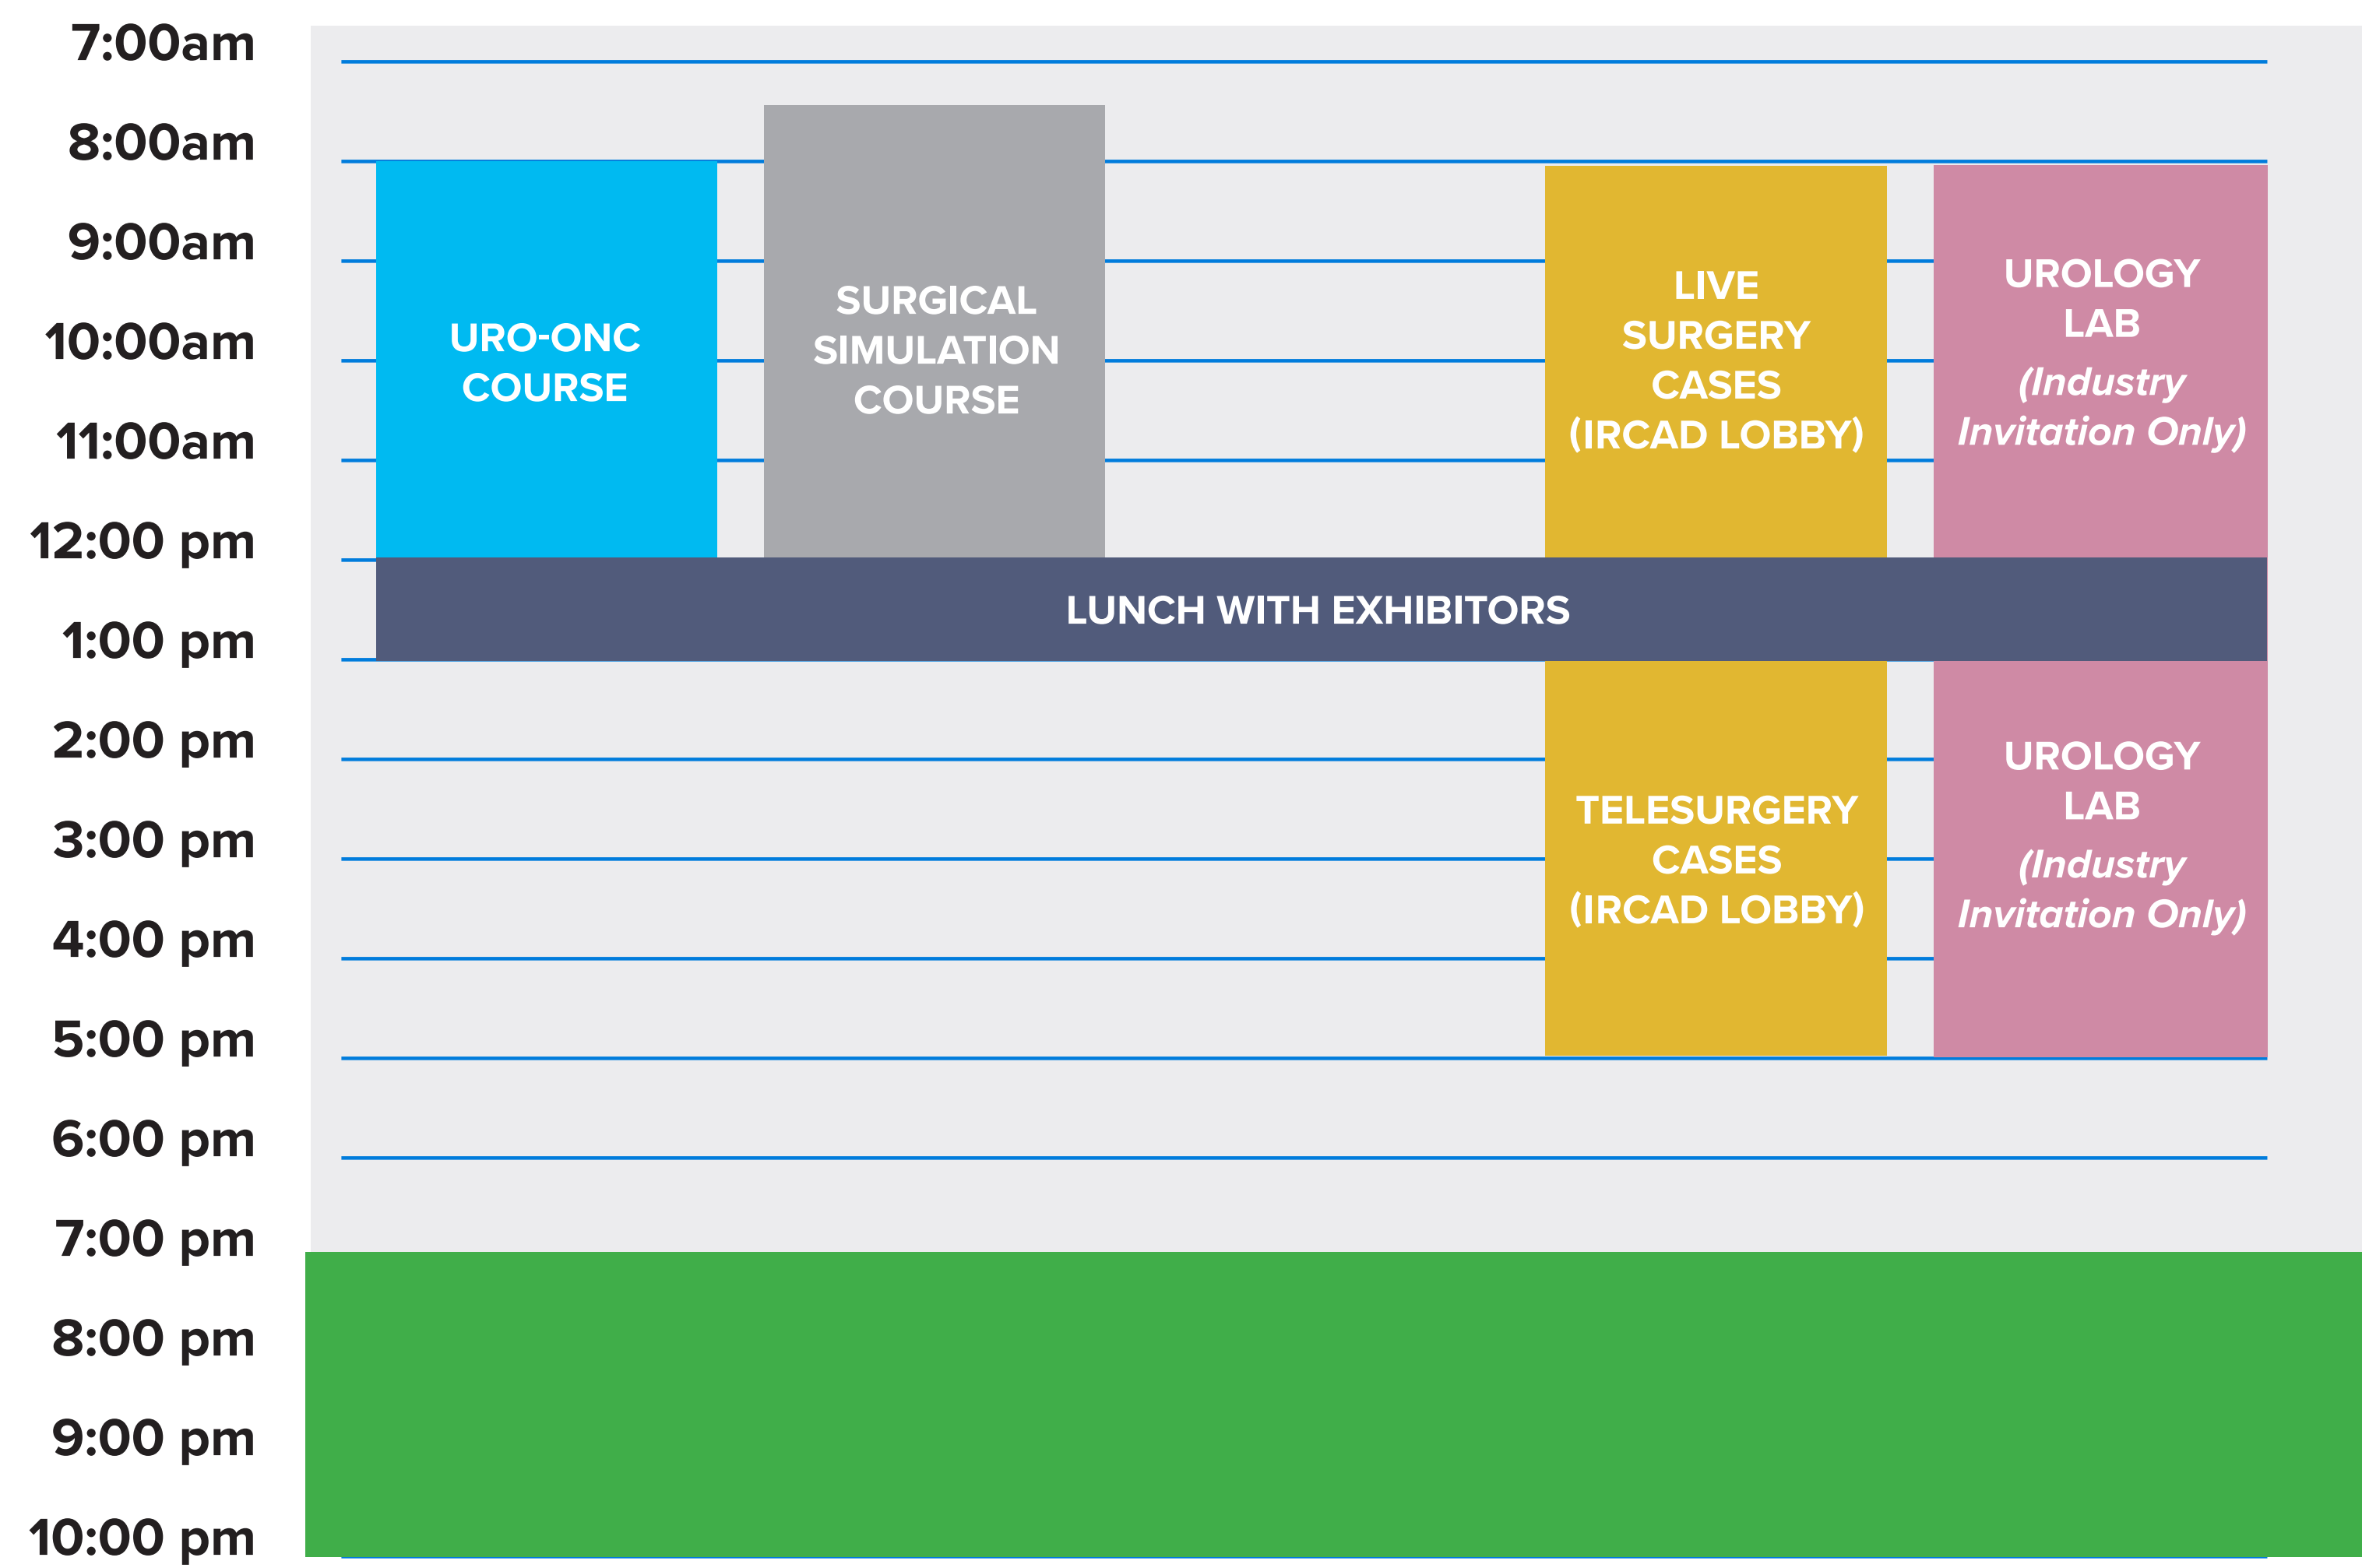 7:00am
8:00am
9:00am
10:00am
11:00am
12:00 pm
1:00 pm
2:00 pm
3:00 pm
4:00 pm
5:00 pm
6:00 pm
7:00 pm
8:00 pm
9:00 pm
10:00 pm
URO-ONC
COURSE
SURGICAL
SIMULATION
COURSE
LIVE
SURGERY
CASES
(IRCAD LOBBY)
UROLOGY
LAB
(Industry
Invitation Only)
LUNCH WITH EXHIBITORS
TELESURGERY
CASES
(IRCAD LOBBY)
UROLOGY
LAB
(Industry
Invitation Only)